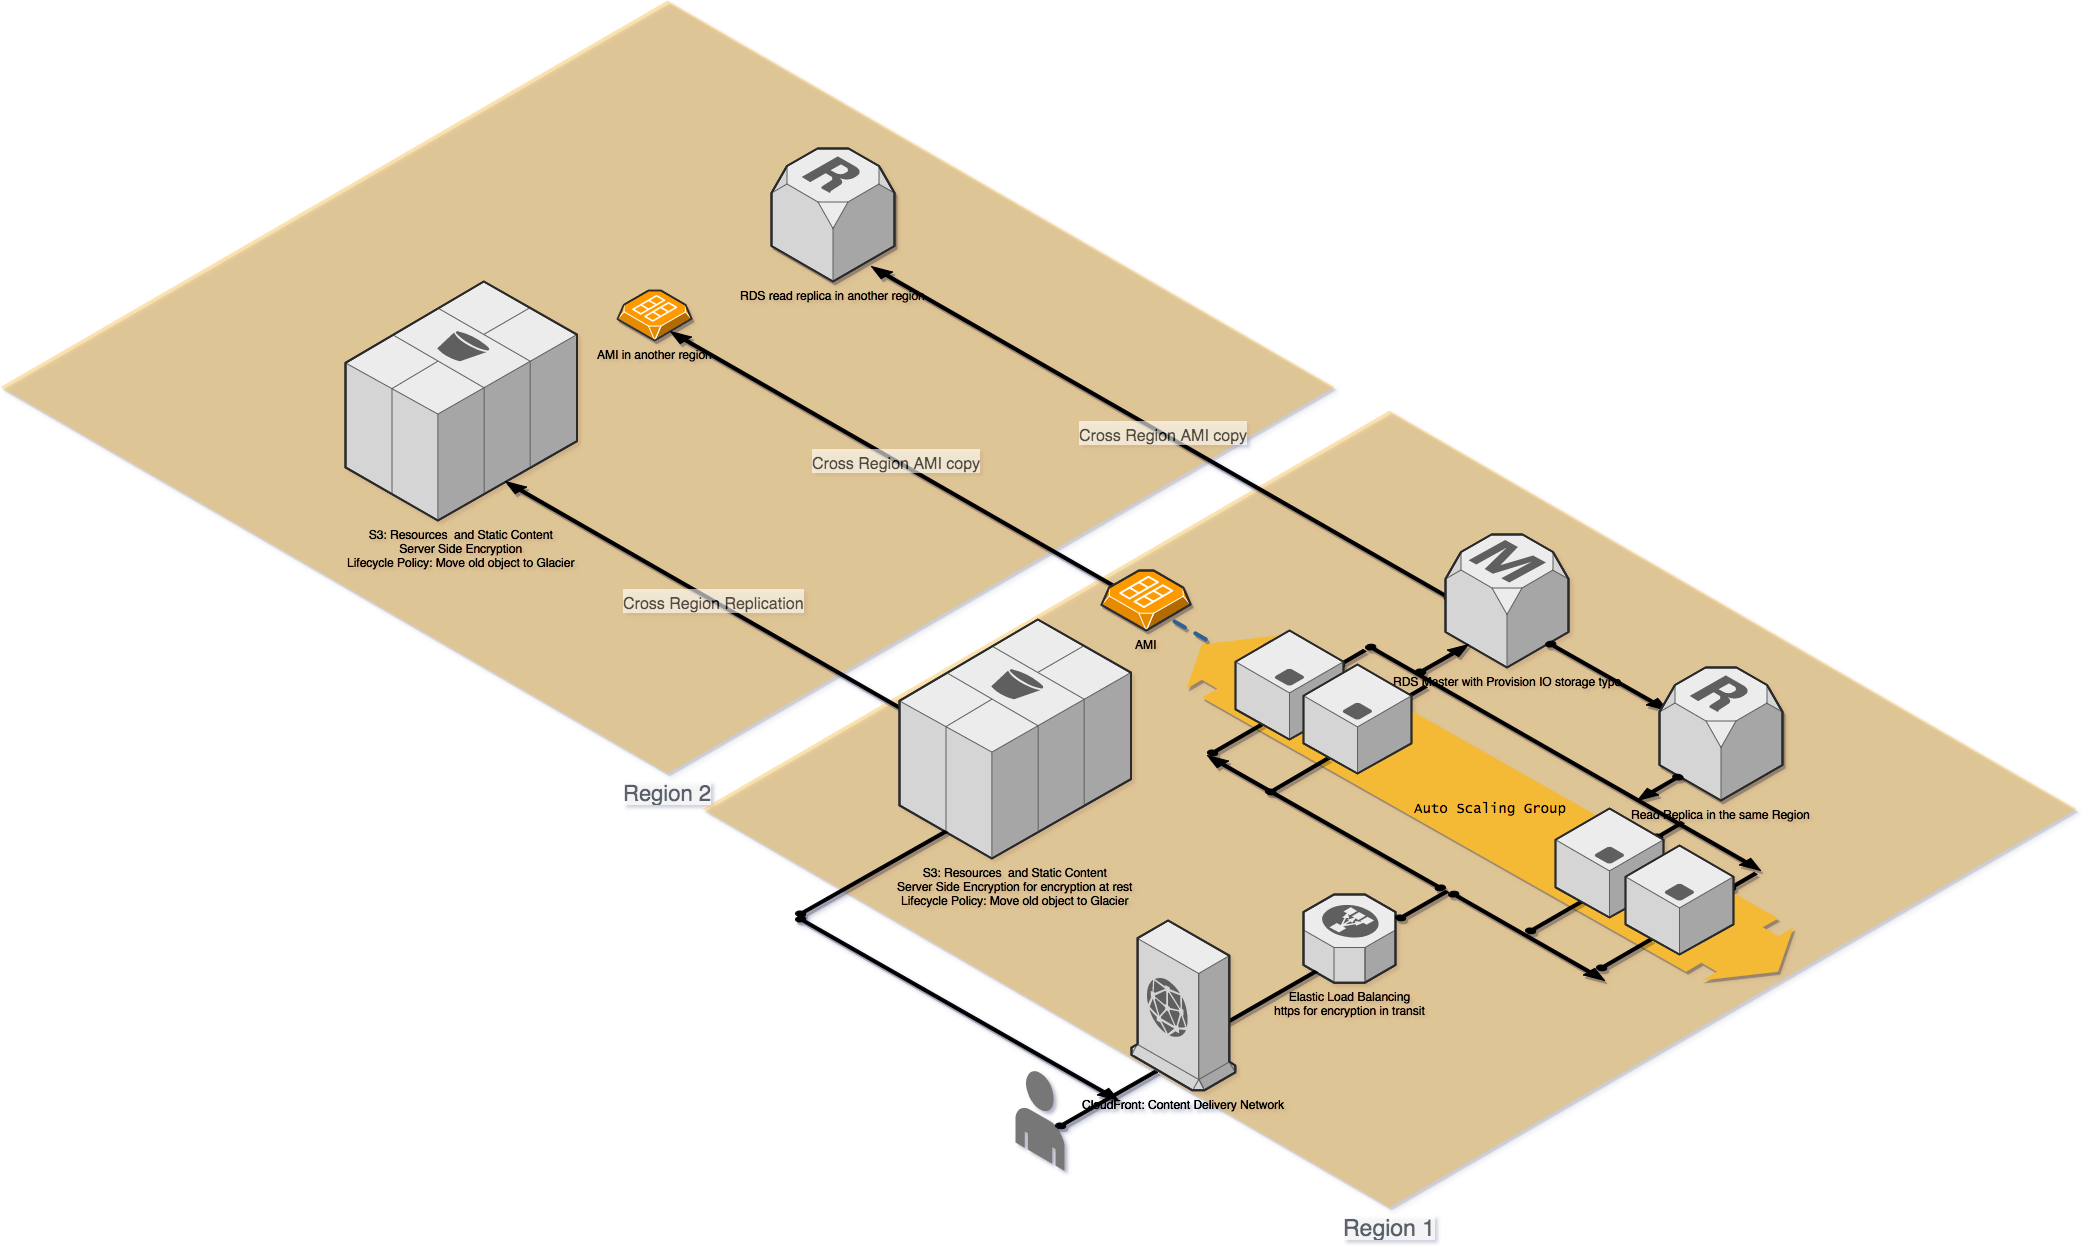 R
RDS read replica in another region
AMI in another region
S3: Resources  and Static Content
Server Side Encryption
Lifecycle Policy: Move old object to Glacier
Cross Region AMI copy
Cross Region AMI copy
Cross Region Replication
Region 2
M
RDS Master with Provision IO storage type
AMI
R
Read Replica in the same Region
Auto Scaling Group
S3: Resources  and Static Content
Server Side Encryption for encryption at rest
Lifecycle Policy: Move old object to Glacier
Elastic Load Balancing
https for encryption in transit
CloudFront: Content Delivery Network
Region 1